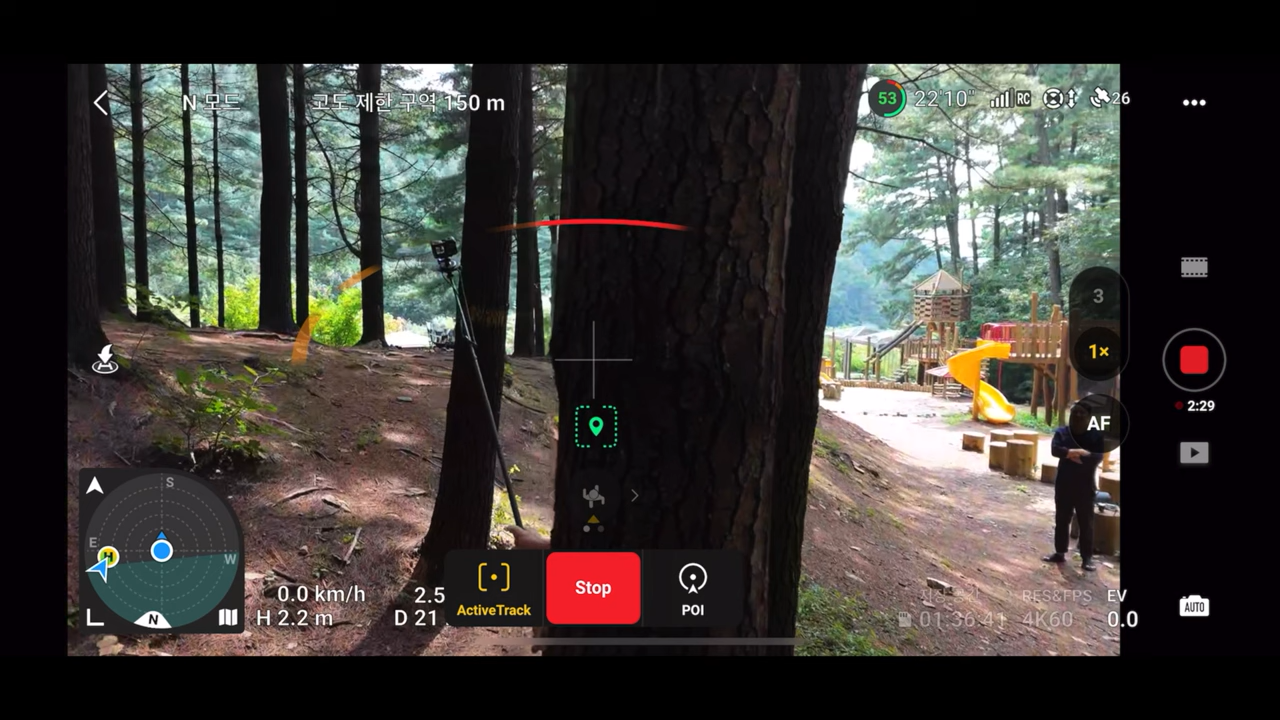 N 모드
고도 제한 구역 150 m
53
22'10"
RC
26
3
1×
2:29
AF
S
E
H
W
N
0.0 km/h
2.5
H 2.2 m
D 21
ActiveTrack
Stop
POI
RES&FPS
EV
01:36:41
4K60
0.0
AUTO